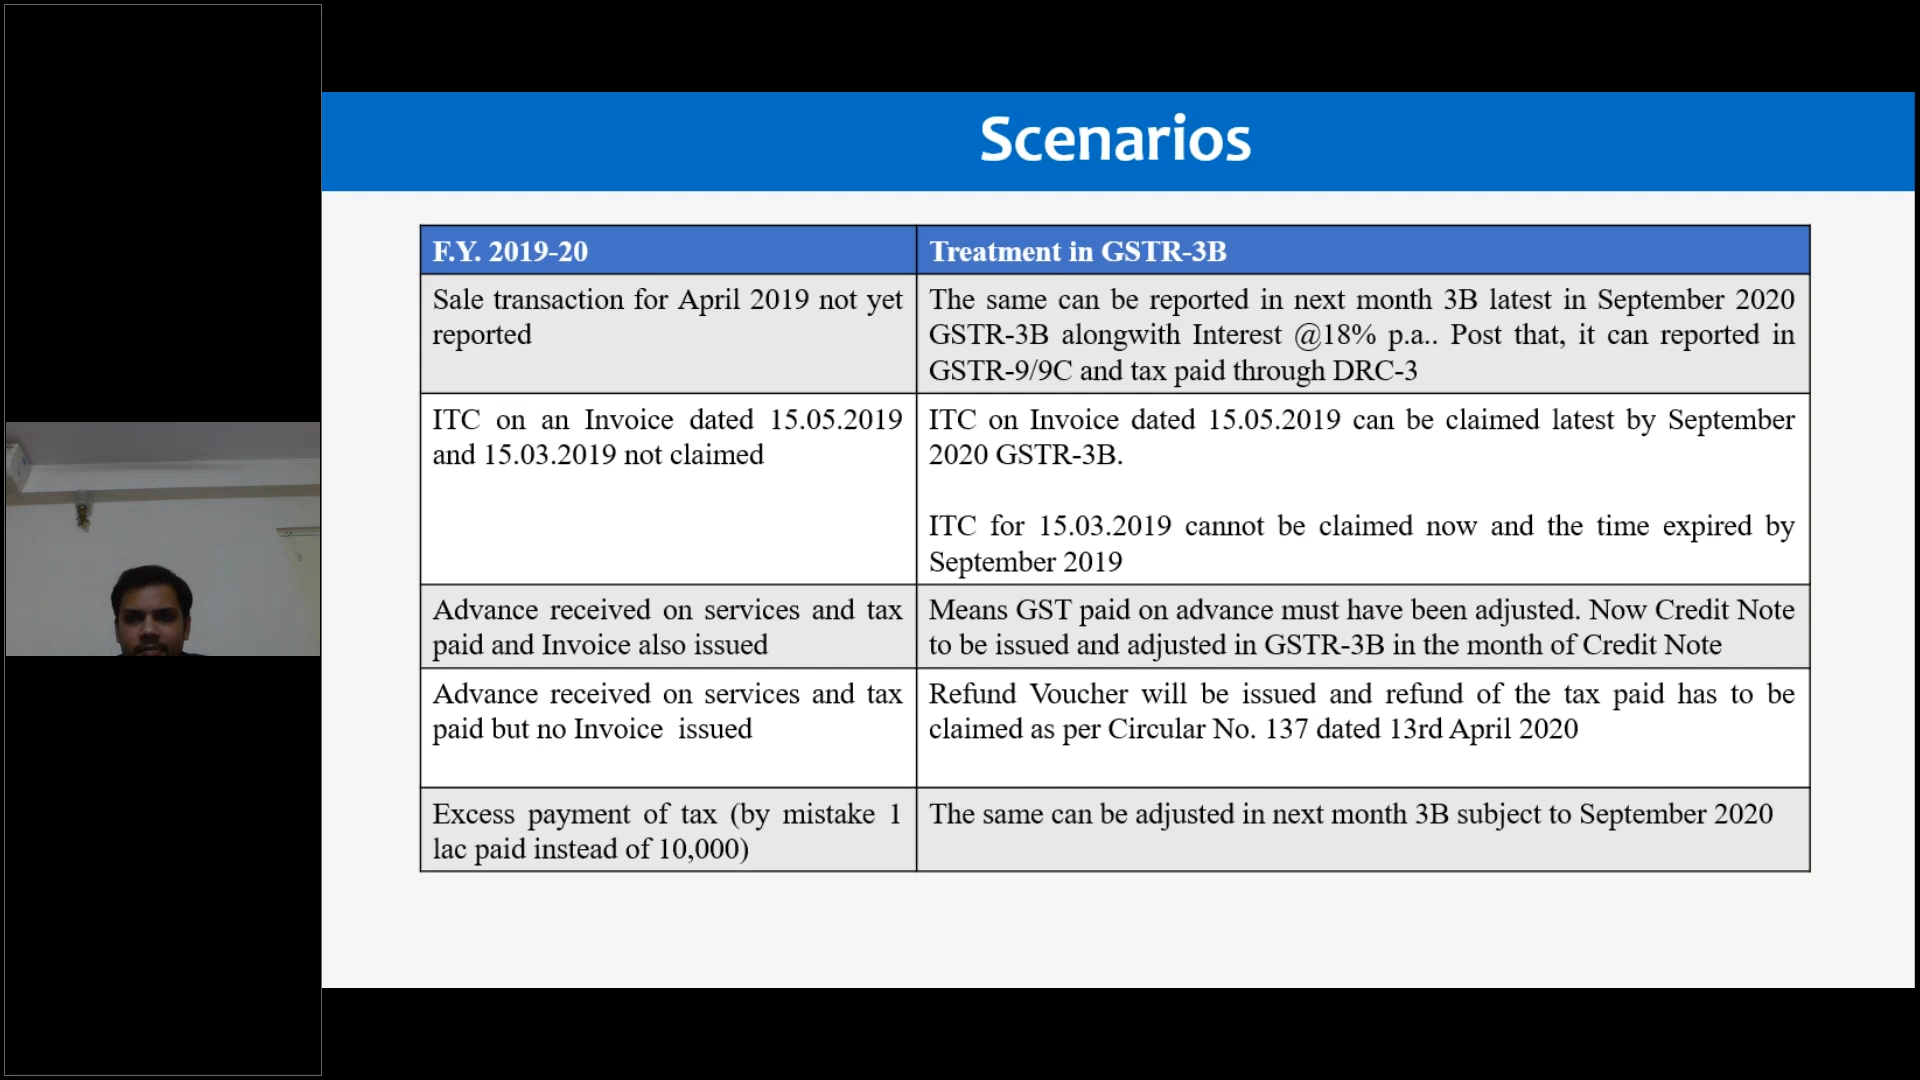 Scenarios
F.Y. 2019-20
Treatment in GSTR-3B
Sale transaction for April 2019 not yet
reported
The same can be reported in next month 3B latest in September 2020
GSTR-3B alongwith Interest @18% p.a.. Post that, it can reported in
GSTR-9/9C and tax paid through DRC-3
ITC on an Invoice dated 15.05.2019
and 15.03.2019 not claimed
ITC on Invoice dated 15.05.2019 can be claimed latest by September
2020 GSTR-3B.
ITC for 15.03.2019 cannot be claimed now and the time expired by
September 2019
Advance received on services and tax
paid and Invoice also issued
Means GST paid on advance must have been adjusted. Now Credit Note
to be issued and adjusted in GSTR-3B in the month of Credit Note
Advance received on services and tax
paid but no Invoice issued
Refund Voucher will be issued and refund of the tax paid has to be
claimed as per Circular No. 137 dated 13rd April 2020
Excess payment of tax (by mistake 1
lac paid instead of 10,000)
The same can be adjusted in next month 3B subject to September 2020